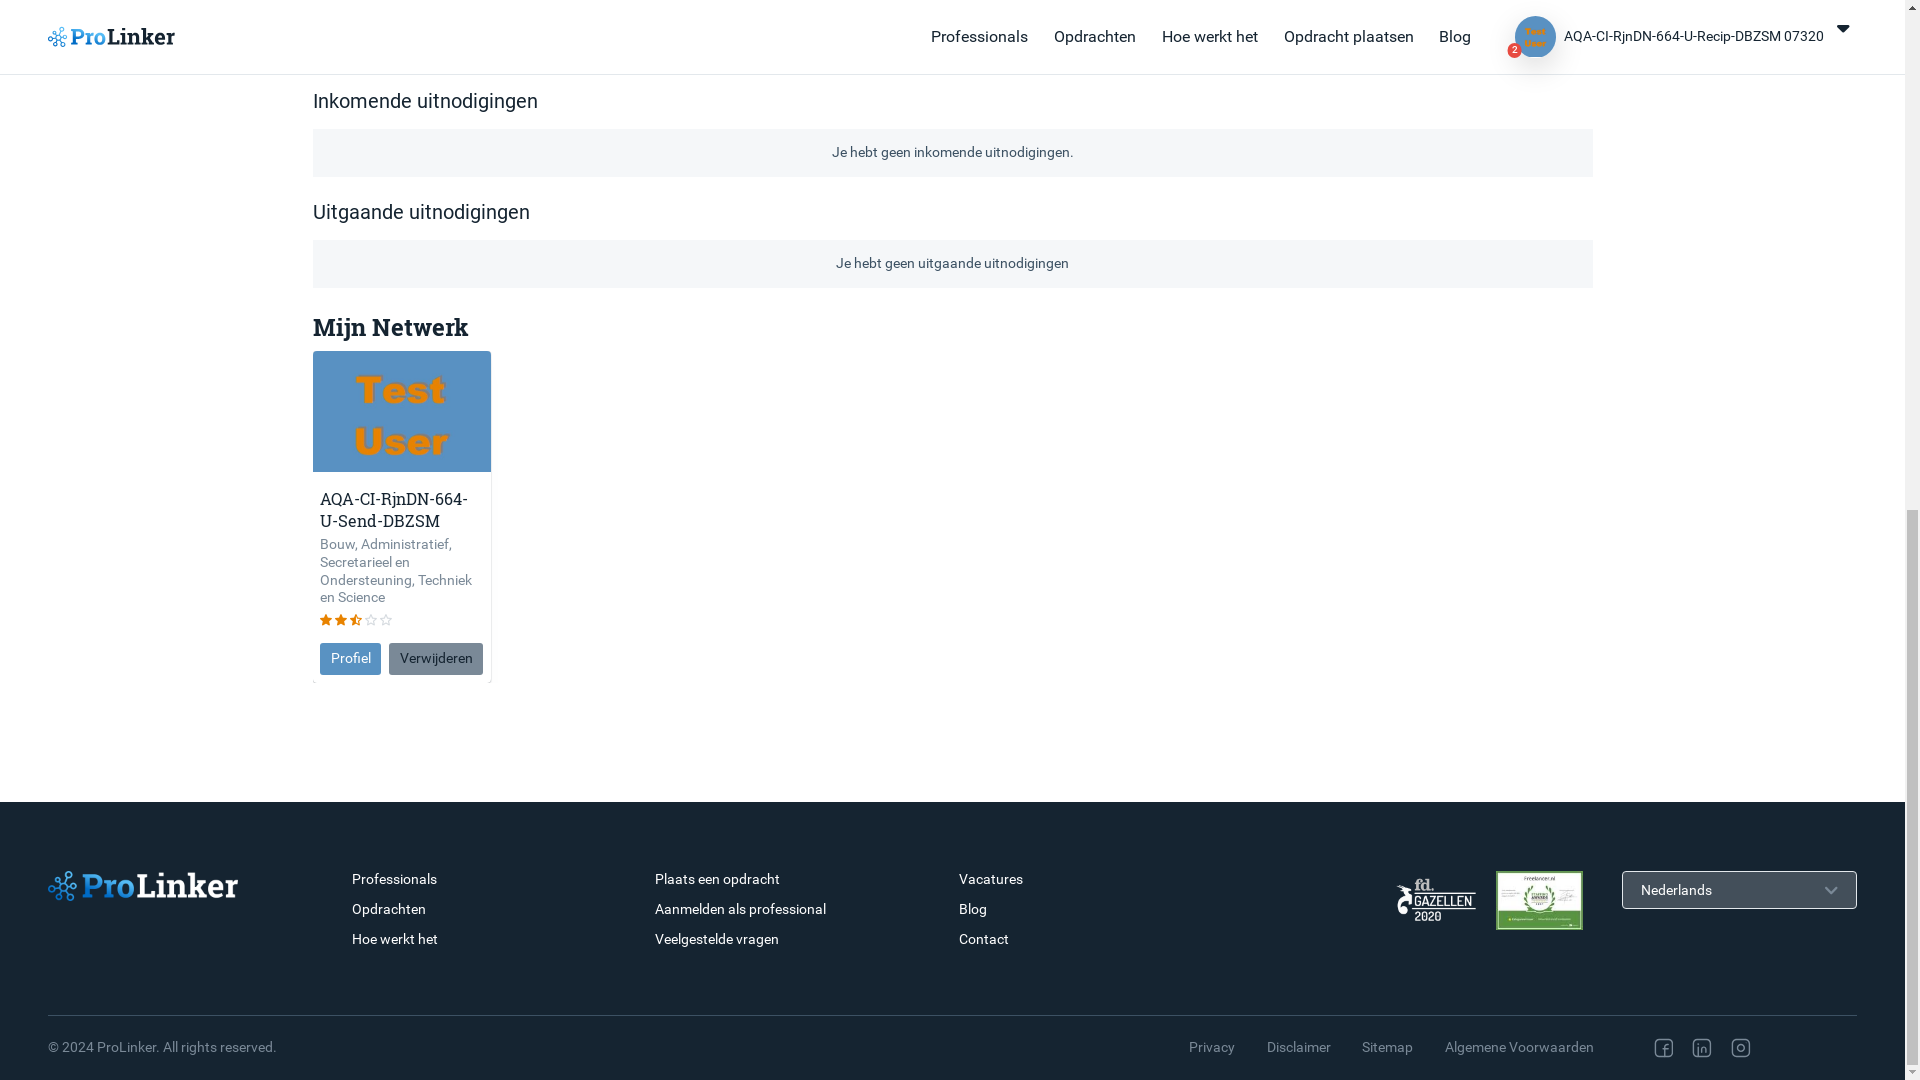 ProLinker
Professionals Opdrachten Hoe werkt het Opdracht plaatsen Blog
Test
User
2
AQA-CI-RjnDN-664-U-Recip-DBZSM 07320
Inkomende uitnodigingen
Je hebt geen inkomende uitnodigingen.
Uitgaande uitnodigingen
Je hebt geen uitgaande uitnodigingen
Mijn Netwerk
Test
User
AQA-CI-RjnDN-664-
U-Send-DBZSM
Bouw, Administratief,
Secretarieel en
Ondersteuning, Techniek
en Science
Profiel Verwijderen
ProLinker
Professionals
Opdrachten
Hoe werkt het
Plaats een opdracht
Aanmelden als professional
Veelgestelde vragen
Vacatures
Blog
Contact
fd.
GAZELLEN
2020
Freelancer.nl
Nederlands
© 2024 ProLinker. All rights reserved.
Privacy Disclaimer Sitemap Algemene Voorwaarden